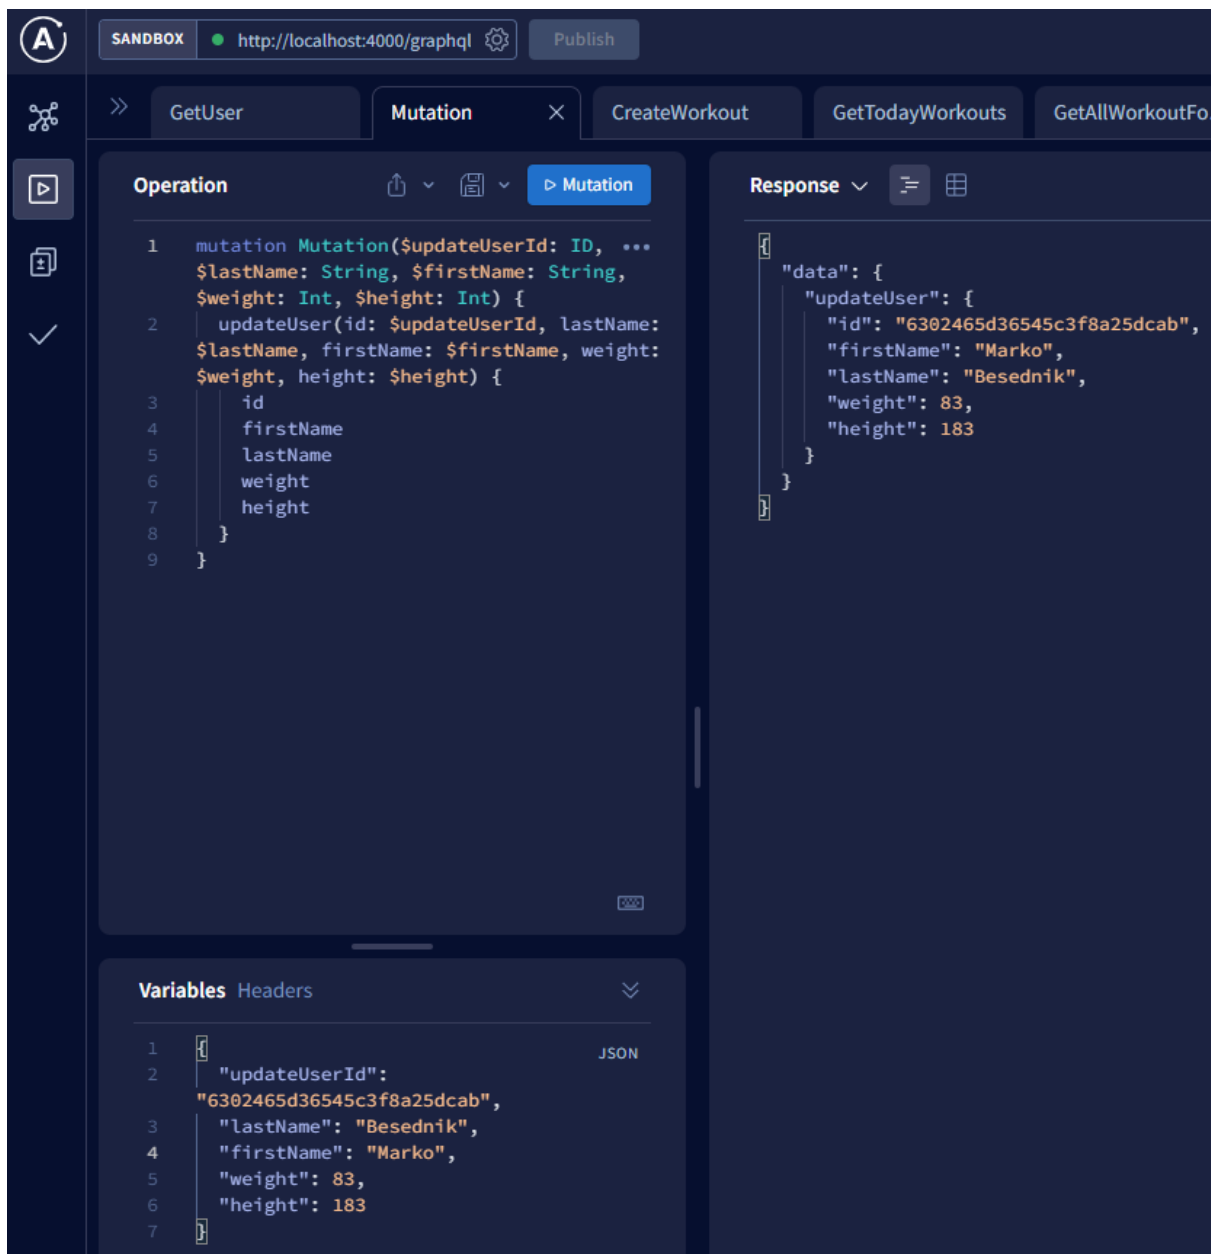 A
SANDBOX http://localhost:4000/graphql Publish
GetUser Mutation CreateWorkout GetTodayWorkouts GetAllWorkoutFo.
Operation Mutation
1 mutation Mutation($updateUserId: ID,
$lastName: String, $firstName: String,
$weight: Int, $height: Int) {
2 updateUser(id: $updateUserId, lastName:
$lastName, firstName: $firstName, weight:
$weight, height: $height) {
3 id
4 firstName
5 lastName
6 weight
7 height
8 }
9 }
Response
{
"data": {
"updateUser": {
"id": "6302465d36545c3f8a25dcab",
"firstName": "Marko",
"lastName": "Besednik",
"weight": 83,
"height": 183
}
}
}
Variables Headers
JSON
1 {
2 "updateUserId":
"6302465d36545c3f8a25dcab",
3 "lastName": "Besednik",
4 "firstName": "Marko",
5 "weight": 83,
6 "height": 183
7 }